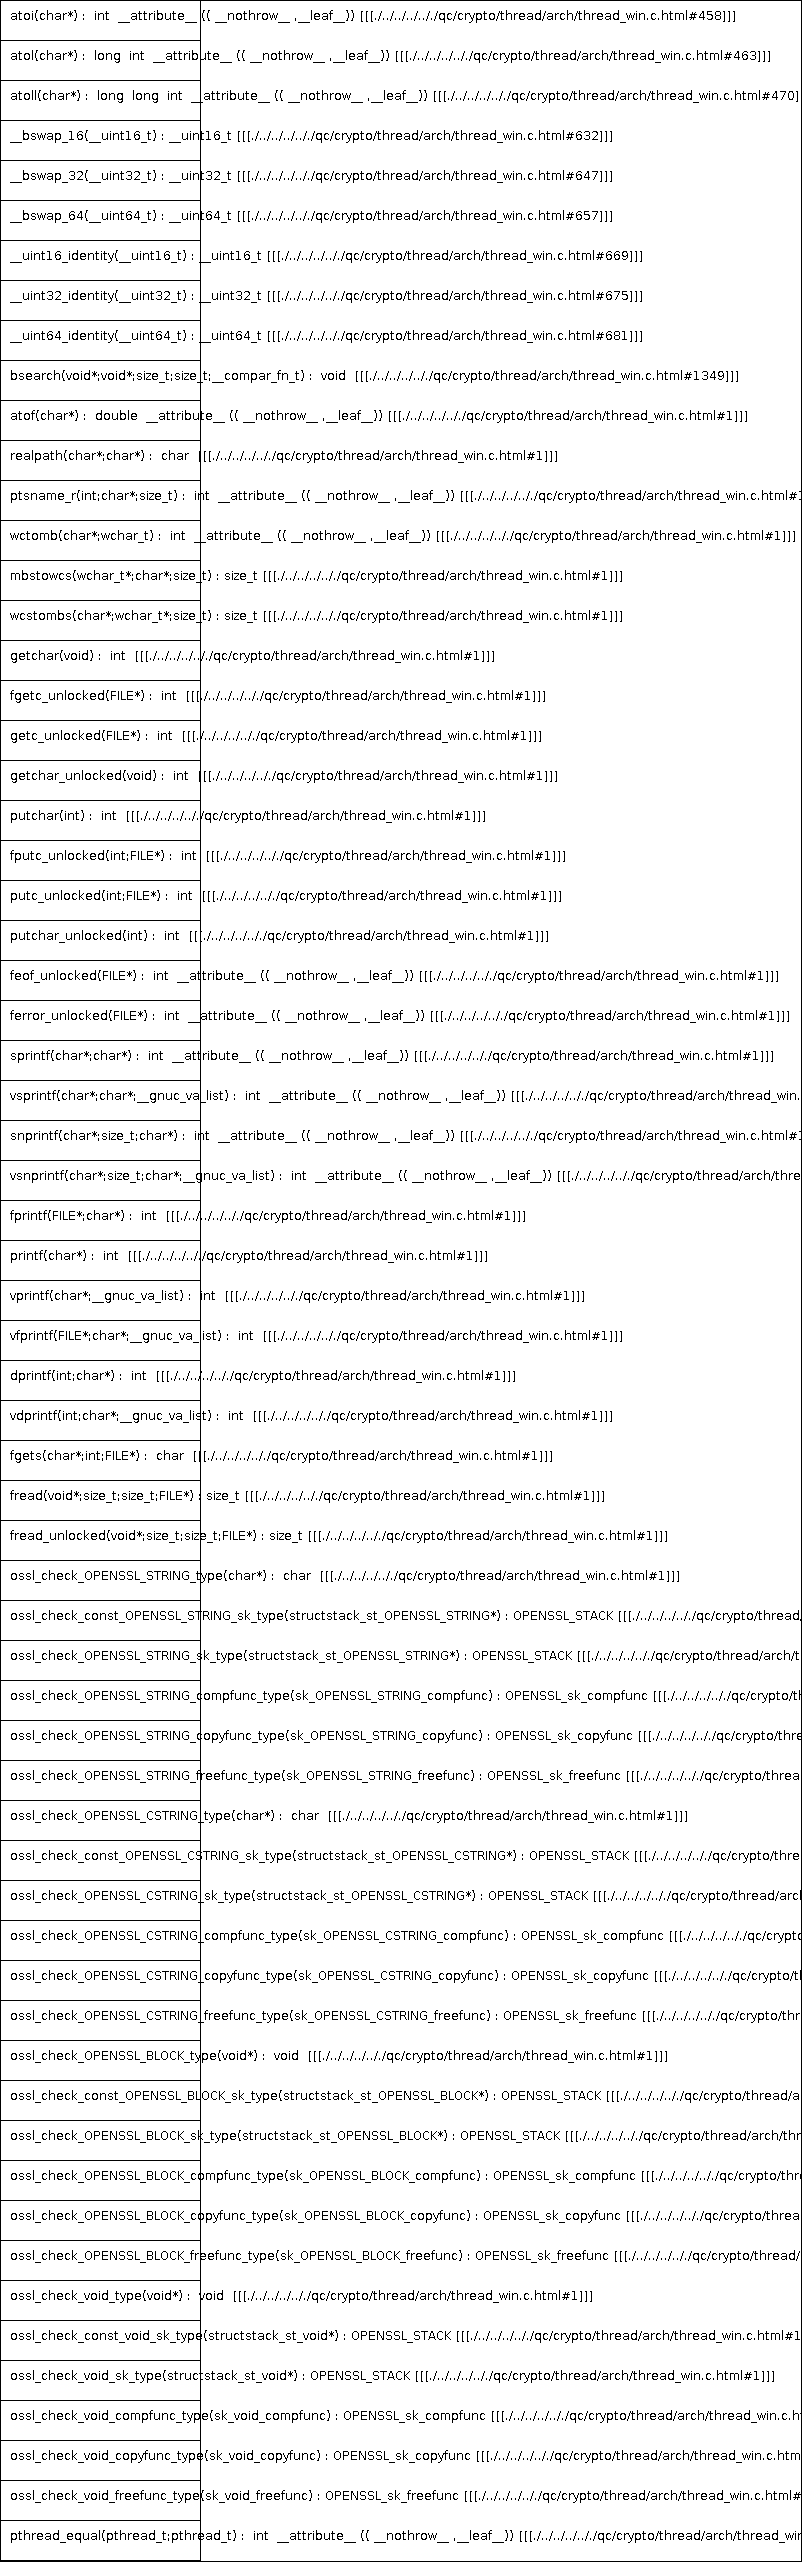 atoi(char*) :  int  __attribute__ (( __nothrow__ ,__leaf__)) [[[./../../../../../qc/crypto/thread/arch/thread_win.c.html#458]]]
atol(char*) :  long  int  __attribute__ (( __nothrow__ ,__leaf__)) [[[./../../../../../qc/crypto/thread/arch/thread_win.c.html#463]]]
atoll(char*) :  long  long  int  __attribute__ (( __nothrow__ ,__leaf__)) [[[./../../../../../qc/crypto/thread/arch/thread_win.c.html#470]
__bswap_16(__uint16_t) : __uint16_t [[[./../../../../../qc/crypto/thread/arch/thread_win.c.html#632]]]
__bswap_32(__uint32_t) : __uint32_t [[[./../../../../../qc/crypto/thread/arch/thread_win.c.html#647]]]
__bswap_64(__uint64_t) : __uint64_t [[[./../../../../../qc/crypto/thread/arch/thread_win.c.html#657]]]
__uint16_identity(__uint16_t) : __uint16_t [[[./../../../../../qc/crypto/thread/arch/thread_win.c.html#669]]]
__uint32_identity(__uint32_t) : __uint32_t [[[./../../../../../qc/crypto/thread/arch/thread_win.c.html#675]]]
__uint64_identity(__uint64_t) : __uint64_t [[[./../../../../../qc/crypto/thread/arch/thread_win.c.html#681]]]
bsearch(void*;void*;size_t;size_t;__compar_fn_t) :  void  [[[./../../../../../qc/crypto/thread/arch/thread_win.c.html#1349]]]
atof(char*) :  double  __attribute__ (( __nothrow__ ,__leaf__)) [[[./../../../../../qc/crypto/thread/arch/thread_win.c.html#1]]]
realpath(char*;char*) :  char  [[[./../../../../../qc/crypto/thread/arch/thread_win.c.html#1]]]
ptsname_r(int;char*;size_t) :  int  __attribute__ (( __nothrow__ ,__leaf__)) [[[./../../../../../qc/crypto/thread/arch/thread_win.c.html#1
wctomb(char*;wchar_t) :  int  __attribute__ (( __nothrow__ ,__leaf__)) [[[./../../../../../qc/crypto/thread/arch/thread_win.c.html#1]]]
mbstowcs(wchar_t*;char*;size_t) : size_t [[[./../../../../../qc/crypto/thread/arch/thread_win.c.html#1]]]
wcstombs(char*;wchar_t*;size_t) : size_t [[[./../../../../../qc/crypto/thread/arch/thread_win.c.html#1]]]
getchar(void) :  int  [[[./../../../../../qc/crypto/thread/arch/thread_win.c.html#1]]]
fgetc_unlocked(FILE*) :  int  [[[./../../../../../qc/crypto/thread/arch/thread_win.c.html#1]]]
getc_unlocked(FILE*) :  int  [[[./../../../../../qc/crypto/thread/arch/thread_win.c.html#1]]]
getchar_unlocked(void) :  int  [[[./../../../../../qc/crypto/thread/arch/thread_win.c.html#1]]]
putchar(int) :  int  [[[./../../../../../qc/crypto/thread/arch/thread_win.c.html#1]]]
fputc_unlocked(int;FILE*) :  int  [[[./../../../../../qc/crypto/thread/arch/thread_win.c.html#1]]]
putc_unlocked(int;FILE*) :  int  [[[./../../../../../qc/crypto/thread/arch/thread_win.c.html#1]]]
putchar_unlocked(int) :  int  [[[./../../../../../qc/crypto/thread/arch/thread_win.c.html#1]]]
feof_unlocked(FILE*) :  int  __attribute__ (( __nothrow__ ,__leaf__)) [[[./../../../../../qc/crypto/thread/arch/thread_win.c.html#1]]]
ferror_unlocked(FILE*) :  int  __attribute__ (( __nothrow__ ,__leaf__)) [[[./../../../../../qc/crypto/thread/arch/thread_win.c.html#1]]]
sprintf(char*;char*) :  int  __attribute__ (( __nothrow__ ,__leaf__)) [[[./../../../../../qc/crypto/thread/arch/thread_win.c.html#1]]]
vsprintf(char*;char*;__gnuc_va_list) :  int  __attribute__ (( __nothrow__ ,__leaf__)) [[[./../../../../../qc/crypto/thread/arch/thread_win.
snprintf(char*;size_t;char*) :  int  __attribute__ (( __nothrow__ ,__leaf__)) [[[./../../../../../qc/crypto/thread/arch/thread_win.c.html#1
vsnprintf(char*;size_t;char*;__gnuc_va_list) :  int  __attribute__ (( __nothrow__ ,__leaf__)) [[[./../../../../../qc/crypto/thread/arch/thre
fprintf(FILE*;char*) :  int  [[[./../../../../../qc/crypto/thread/arch/thread_win.c.html#1]]]
printf(char*) :  int  [[[./../../../../../qc/crypto/thread/arch/thread_win.c.html#1]]]
vprintf(char*;__gnuc_va_list) :  int  [[[./../../../../../qc/crypto/thread/arch/thread_win.c.html#1]]]
vfprintf(FILE*;char*;__gnuc_va_list) :  int  [[[./../../../../../qc/crypto/thread/arch/thread_win.c.html#1]]]
dprintf(int;char*) :  int  [[[./../../../../../qc/crypto/thread/arch/thread_win.c.html#1]]]
vdprintf(int;char*;__gnuc_va_list) :  int  [[[./../../../../../qc/crypto/thread/arch/thread_win.c.html#1]]]
fgets(char*;int;FILE*) :  char  [[[./../../../../../qc/crypto/thread/arch/thread_win.c.html#1]]]
fread(void*;size_t;size_t;FILE*) : size_t [[[./../../../../../qc/crypto/thread/arch/thread_win.c.html#1]]]
fread_unlocked(void*;size_t;size_t;FILE*) : size_t [[[./../../../../../qc/crypto/thread/arch/thread_win.c.html#1]]]
ossl_check_OPENSSL_STRING_type(char*) :  char  [[[./../../../../../qc/crypto/thread/arch/thread_win.c.html#1]]]
ossl_check_const_OPENSSL_STRING_sk_type(structstack_st_OPENSSL_STRING*) : OPENSSL_STACK [[[./../../../../../qc/crypto/thread/
ossl_check_OPENSSL_STRING_sk_type(structstack_st_OPENSSL_STRING*) : OPENSSL_STACK [[[./../../../../../qc/crypto/thread/arch/t
ossl_check_OPENSSL_STRING_compfunc_type(sk_OPENSSL_STRING_compfunc) : OPENSSL_sk_compfunc [[[./../../../../../qc/crypto/th
ossl_check_OPENSSL_STRING_copyfunc_type(sk_OPENSSL_STRING_copyfunc) : OPENSSL_sk_copyfunc [[[./../../../../../qc/crypto/thre
ossl_check_OPENSSL_STRING_freefunc_type(sk_OPENSSL_STRING_freefunc) : OPENSSL_sk_freefunc [[[./../../../../../qc/crypto/threa
ossl_check_OPENSSL_CSTRING_type(char*) :  char  [[[./../../../../../qc/crypto/thread/arch/thread_win.c.html#1]]]
ossl_check_const_OPENSSL_CSTRING_sk_type(structstack_st_OPENSSL_CSTRING*) : OPENSSL_STACK [[[./../../../../../qc/crypto/thre
ossl_check_OPENSSL_CSTRING_sk_type(structstack_st_OPENSSL_CSTRING*) : OPENSSL_STACK [[[./../../../../../qc/crypto/thread/arcl
ossl_check_OPENSSL_CSTRING_compfunc_type(sk_OPENSSL_CSTRING_compfunc) : OPENSSL_sk_compfunc [[[./../../../../../qc/crypto
ossl_check_OPENSSL_CSTRING_copyfunc_type(sk_OPENSSL_CSTRING_copyfunc) : OPENSSL_sk_copyfunc [[[./../../../../../qc/crypto/tl
ossl_check_OPENSSL_CSTRING_freefunc_type(sk_OPENSSL_CSTRING_freefunc) : OPENSSL_sk_freefunc [[[./../../../../../qc/crypto/thr
ossl_check_OPENSSL_BLOCK_type(void*) :  void  [[[./../../../../../qc/crypto/thread/arch/thread_win.c.html#1]]]
ossl_check_const_OPENSSL_BLOCK_sk_type(structstack_st_OPENSSL_BLOCK*) : OPENSSL_STACK [[[./../../../../../qc/crypto/thread/a
ossl_check_OPENSSL_BLOCK_sk_type(structstack_st_OPENSSL_BLOCK*) : OPENSSL_STACK [[[./../../../../../qc/crypto/thread/arch/thr
ossl_check_OPENSSL_BLOCK_compfunc_type(sk_OPENSSL_BLOCK_compfunc) : OPENSSL_sk_compfunc [[[./../../../../../qc/crypto/thre
ossl_check_OPENSSL_BLOCK_copyfunc_type(sk_OPENSSL_BLOCK_copyfunc) : OPENSSL_sk_copyfunc [[[./../../../../../qc/crypto/threa
ossl_check_OPENSSL_BLOCK_freefunc_type(sk_OPENSSL_BLOCK_freefunc) : OPENSSL_sk_freefunc [[[./../../../../../qc/crypto/thread/
ossl_check_void_type(void*) :  void  [[[./../../../../../qc/crypto/thread/arch/thread_win.c.html#1]]]
ossl_check_const_void_sk_type(structstack_st_void*) : OPENSSL_STACK [[[./../../../../../qc/crypto/thread/arch/thread_win.c.html#1
ossl_check_void_sk_type(structstack_st_void*) : OPENSSL_STACK [[[./../../../../../qc/crypto/thread/arch/thread_win.c.html#1]]]
ossl_check_void_compfunc_type(sk_void_compfunc) : OPENSSL_sk_compfunc [[[./../../../../../qc/crypto/thread/arch/thread_win.c.ht
ossl_check_void_copyfunc_type(sk_void_copyfunc) : OPENSSL_sk_copyfunc [[[./../../../../../qc/crypto/thread/arch/thread_win.c.htm
ossl_check_void_freefunc_type(sk_void_freefunc) : OPENSSL_sk_freefunc [[[./../../../../../qc/crypto/thread/arch/thread_win.c.html#
pthread_equal(pthread_t;pthread_t) :  int  __attribute__ (( __nothrow__ ,__leaf__)) [[[./../../../../../qc/crypto/thread/arch/thread_win